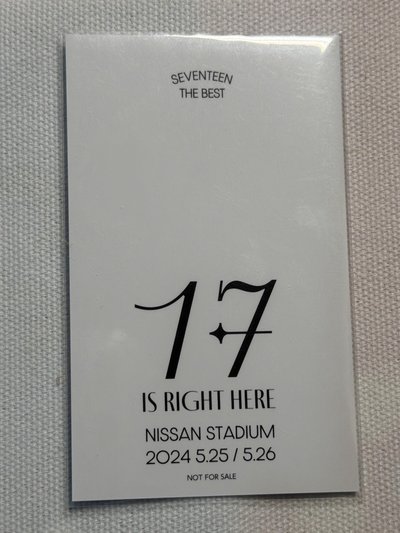 SEVENTEEN
THE BEST
17
IS RIGHT HERE
NISSAN STADIUM
2024 5.25 / 5.26
NOT FOR SALE